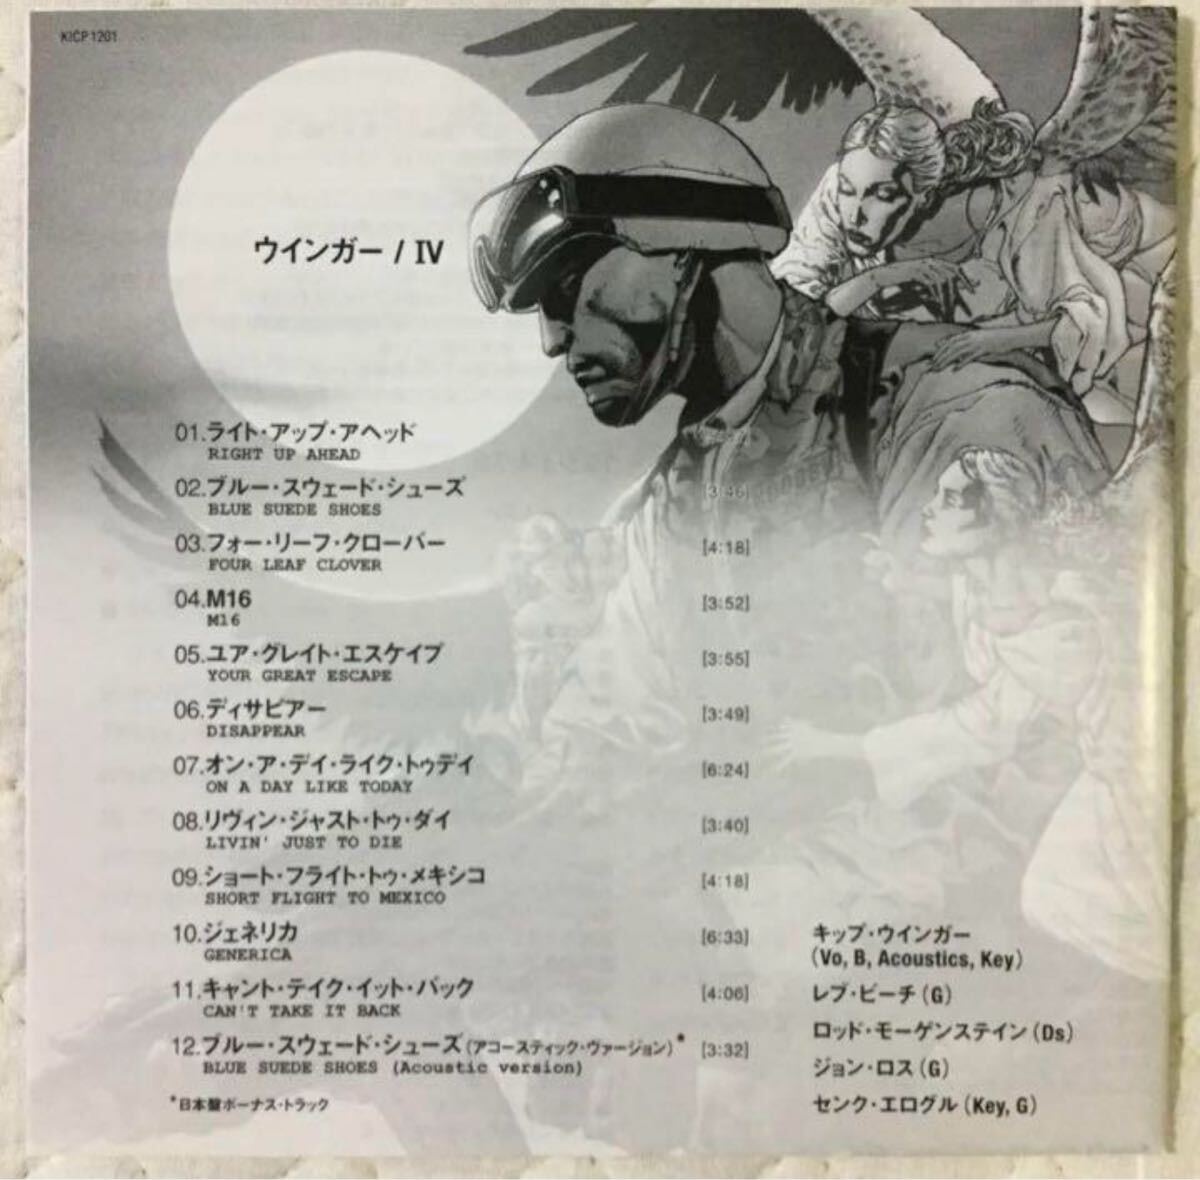 KICP1201
ウインガー / IV
01.ライト・アップ・アヘッド
RIGHT UP AHEAD
02.ブルー・スウェード・シューズ [3:46]
BLUE SUEDE SHOES
03.フォー・リーフ・クローバー [4:18]
FOUR LEAF CLOVER
04.M16 [3:52]
M16
05.ユア・グレイト・エスケイプ [3:55]
YOUR GREAT ESCAPE
06.ディサピアー [3:49]
DISAPPEAR
07.オン・ア・デイ・ライク・トゥデイ [6:24]
ON A DAY LIKE TODAY
08.リヴィン・ジャスト・トゥ・ダイ [3:40]
LIVIN' JUST TO DIE
09.ショート・フライト・トゥ・メキシコ [4:18]
SHORT FLIGHT TO MEXICO
10.ジェネリカ [6:33]
GENERICA
11.キャント・テイク・イット・バック [4:06]
CAN'T TAKE IT BACK
12.ブルー・スウェード・シューズ(アコースティック・ヴァージョン)* [3:32]
BLUE SUEDE SHOES (Acoustic version)
*日本盤ボーナス・トラック
キップ・ウインガー
(Vo, B, Acoustics, Key)
レブ・ビーチ(G)
ロッド・モーゲンステイン(Ds)
ジョン・ロス(G)
センク・エログル(Key, G)